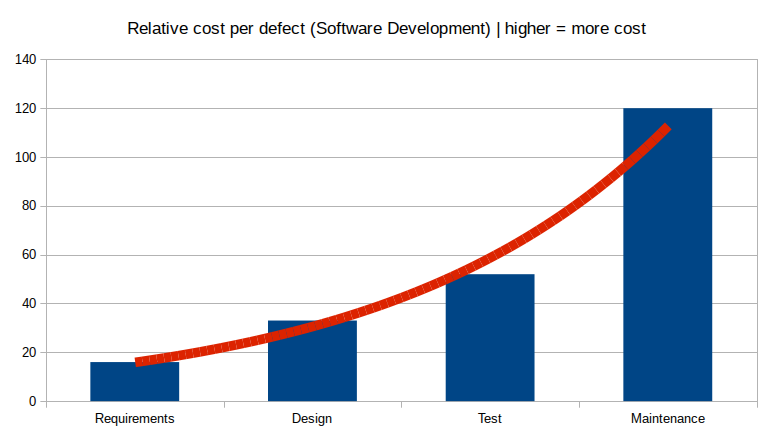 Relative cost per defect (Software Development) | higher = more cost
140
120
100
80
60
40
20
0
Requirements
Design
Test
Maintenance